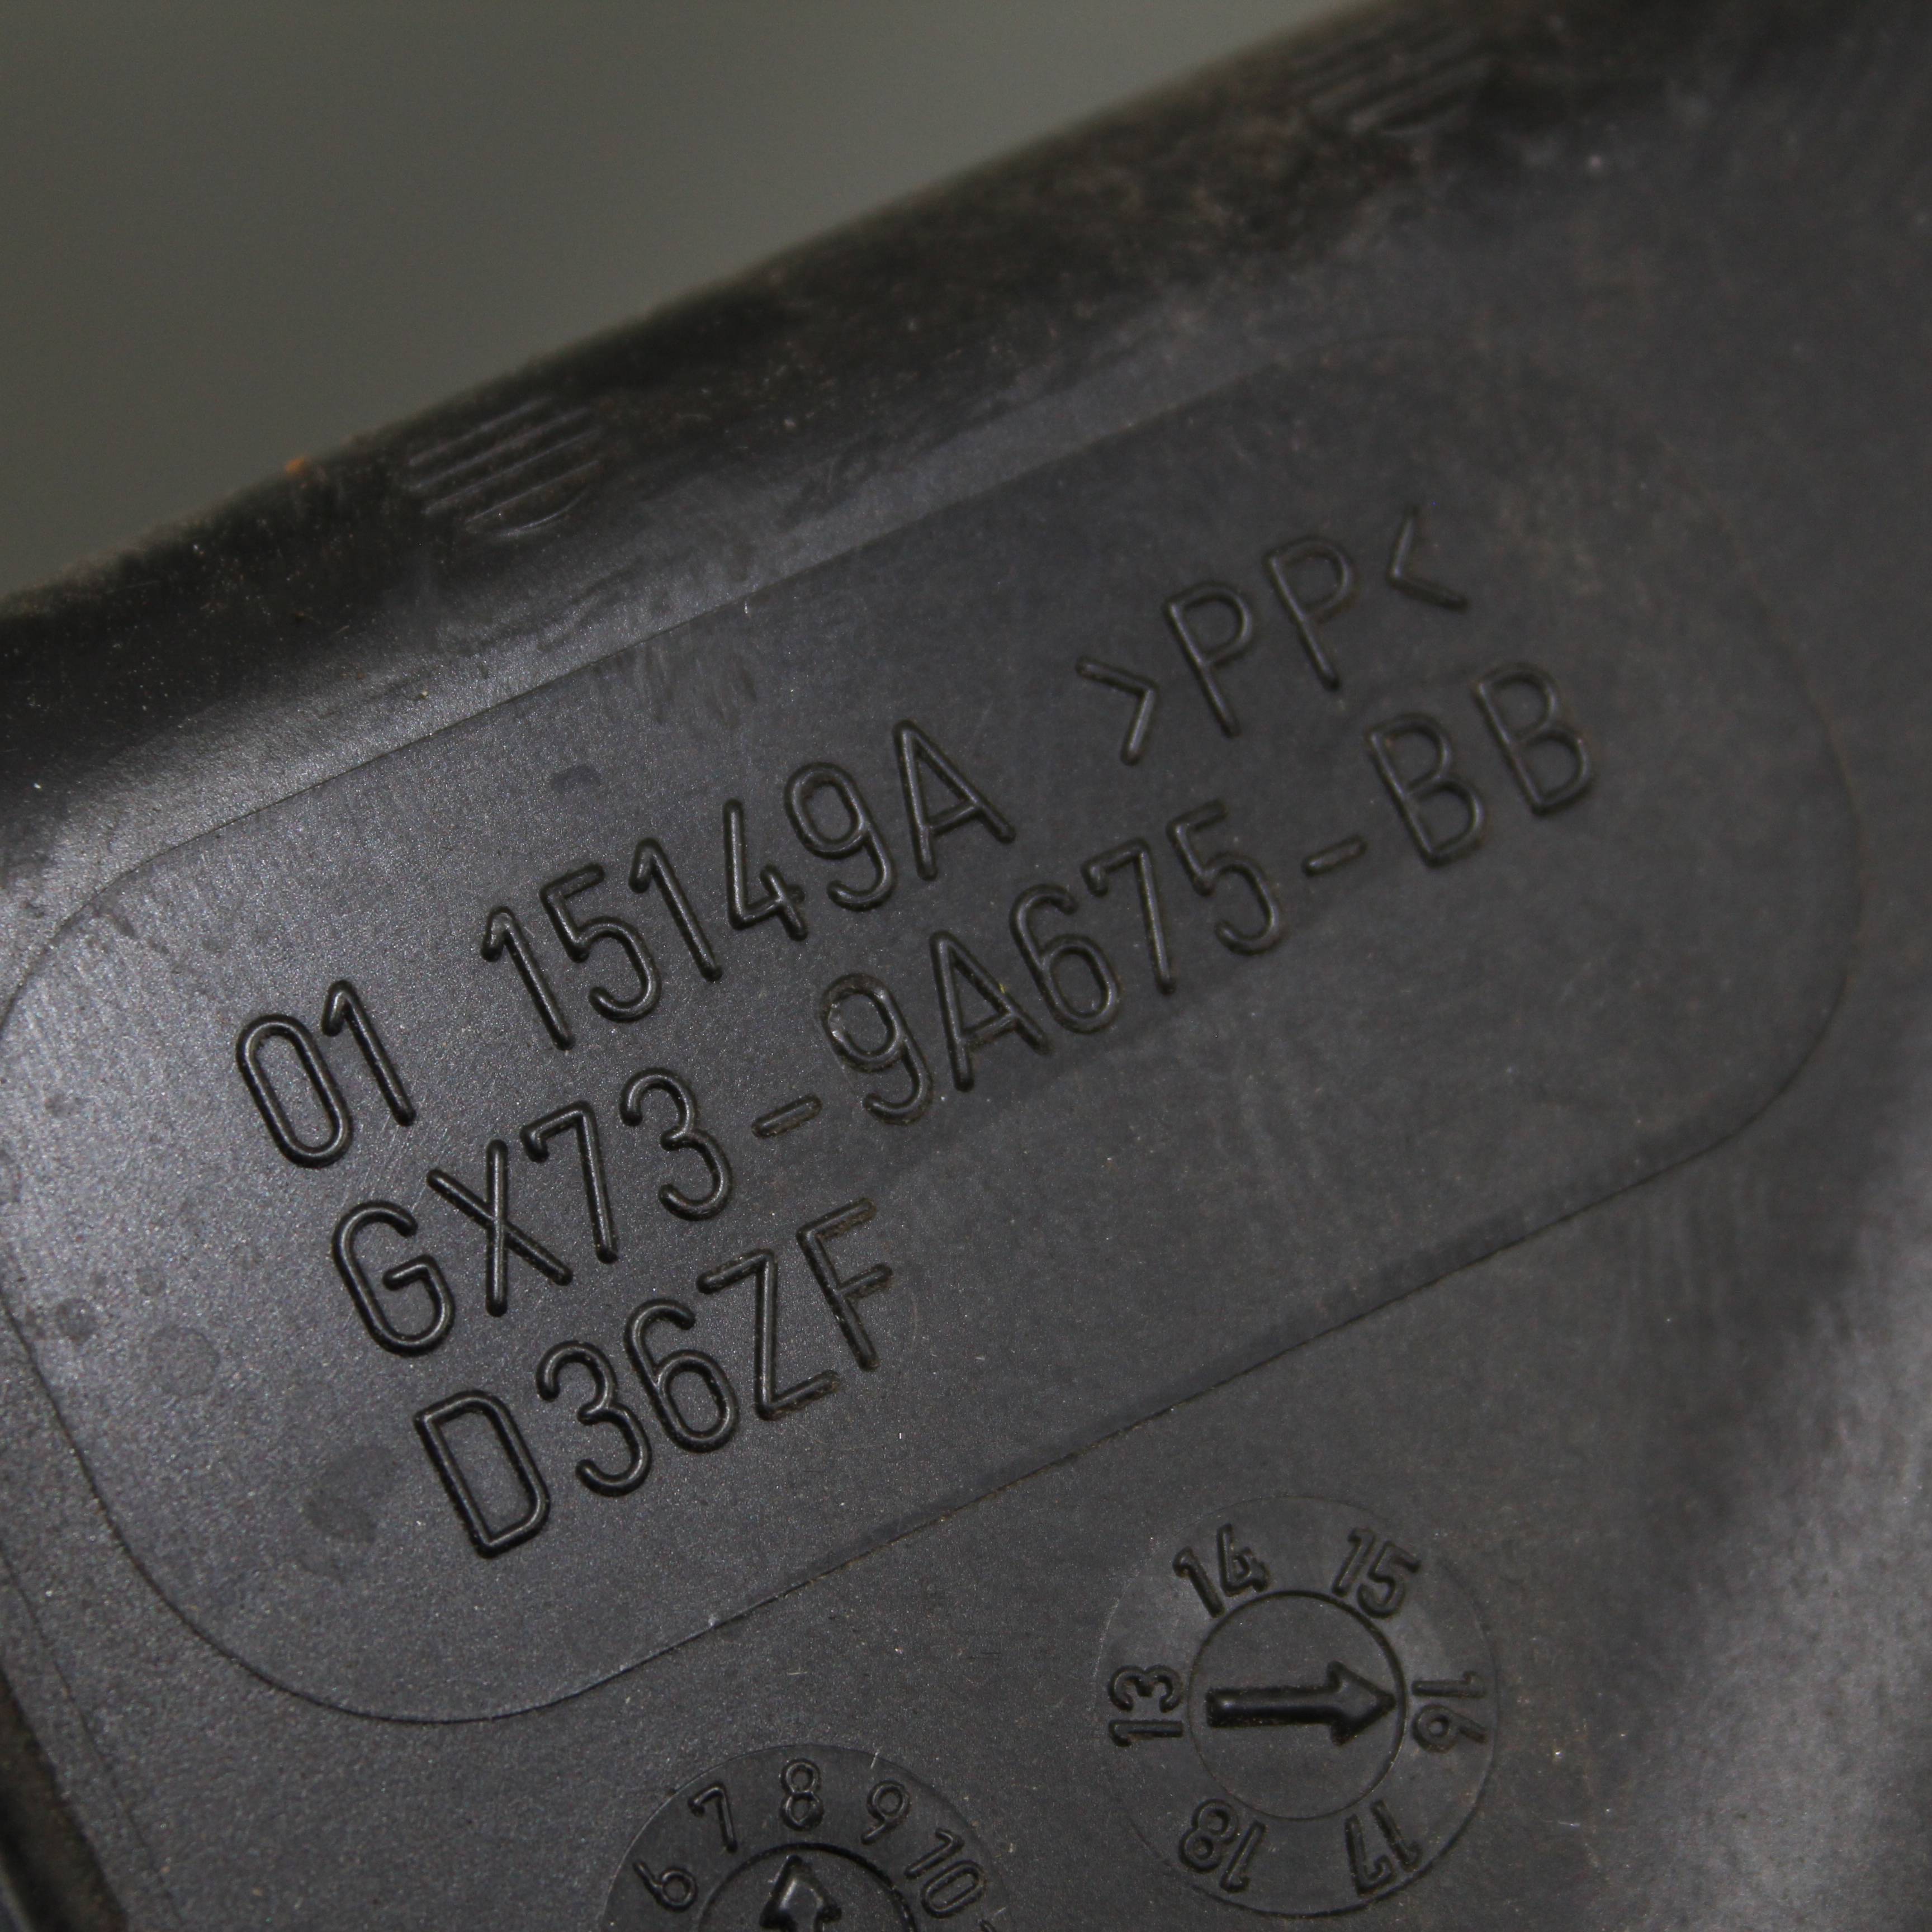 01 15149A >PP<
GX73-9A675-BB
D36ZF
13 14 15 16 17 18
6 7 8 9 10